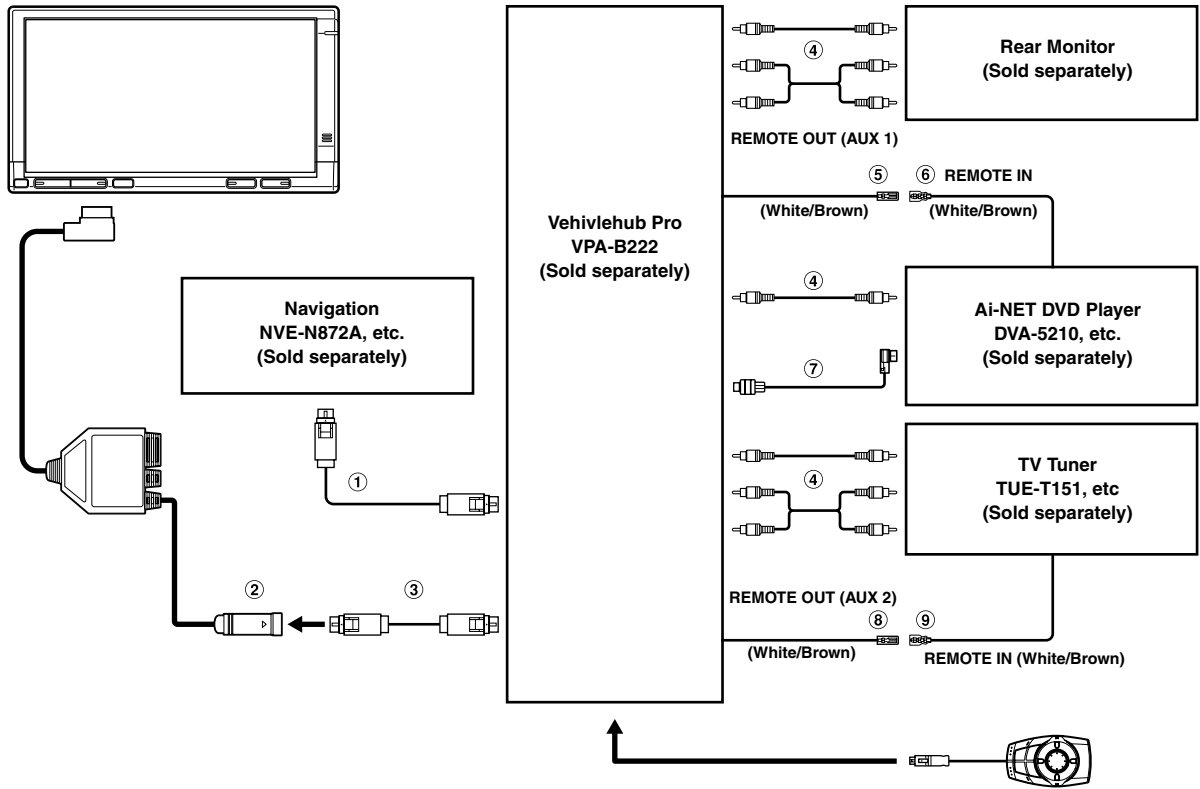 ④
Rear Monitor
(Sold separately)
REMOTE OUT (AUX 1)
⑤
⑥ REMOTE IN
(White/Brown)
(White/Brown)
Vehivlehub Pro
VPA-B222
(Sold separately)
Navigation
NVE-N872A, etc.
(Sold separately)
④
Ai-NET DVD Player
DVA-5210, etc.
(Sold separately)
⑦
①
④
TV Tuner
TUE-T151, etc
(Sold separately)
②
③
REMOTE OUT (AUX 2)
⑧
⑨
(White/Brown)
REMOTE IN (White/Brown)